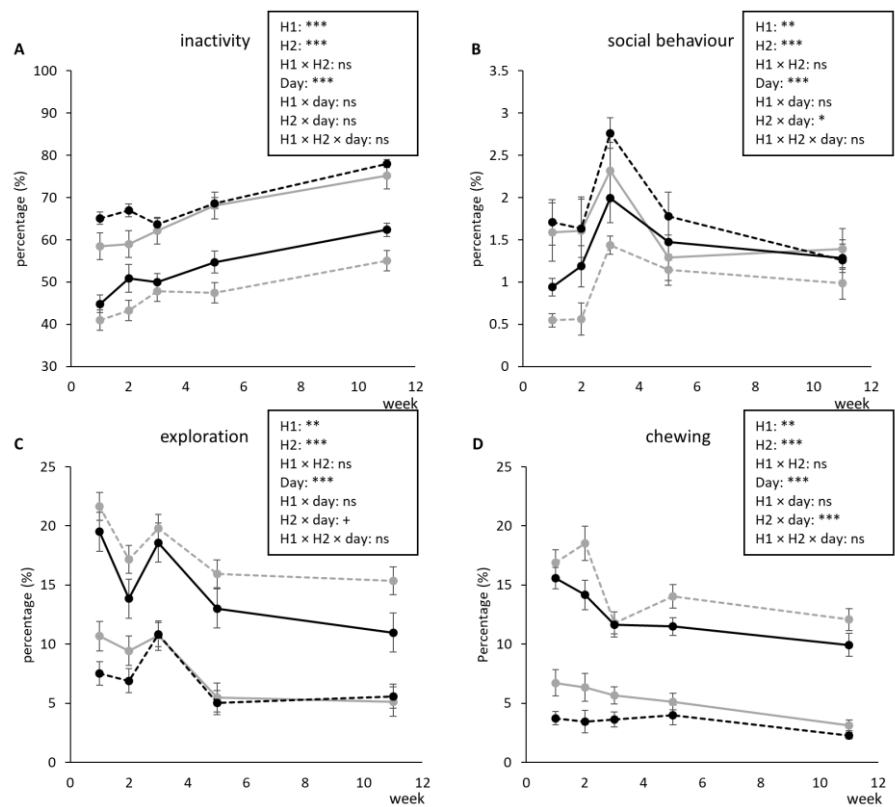 A
inactivity
H1: ***
H2: ***
H1 × H2: ns
Day: ***
H1 × day: ns
H2 × day: ns
H1 × H2 × day: ns
percentage (%)
100
90
80
70
60
50
40
30
0 2 4 6 8 10 12
week
B
social behaviour
H1: **
H2: ***
H1 × H2: ns
Day: ***
H1 × day: ns
H2 × day: *
H1 × H2 × day: ns
percentage (%)
3.5
3
2.5
2
1.5
1
0.5
0
0 2 4 6 8 10 12
week
C
exploration
H1: **
H2: ***
H1 × H2: ns
Day: ***
H1 × day: ns
H2 × day: +
H1 × H2 × day: ns
percentage (%)
25
20
15
10
5
0
0 2 4 6 8 10 12
week
D
chewing
H1: **
H2: ***
H1 × H2: ns
Day: ***
H1 × day: ns
H2 × day: ***
H1 × H2 × day: ns
Percentage (%)
25
20
15
10
5
0
0 2 4 6 8 10 12
week